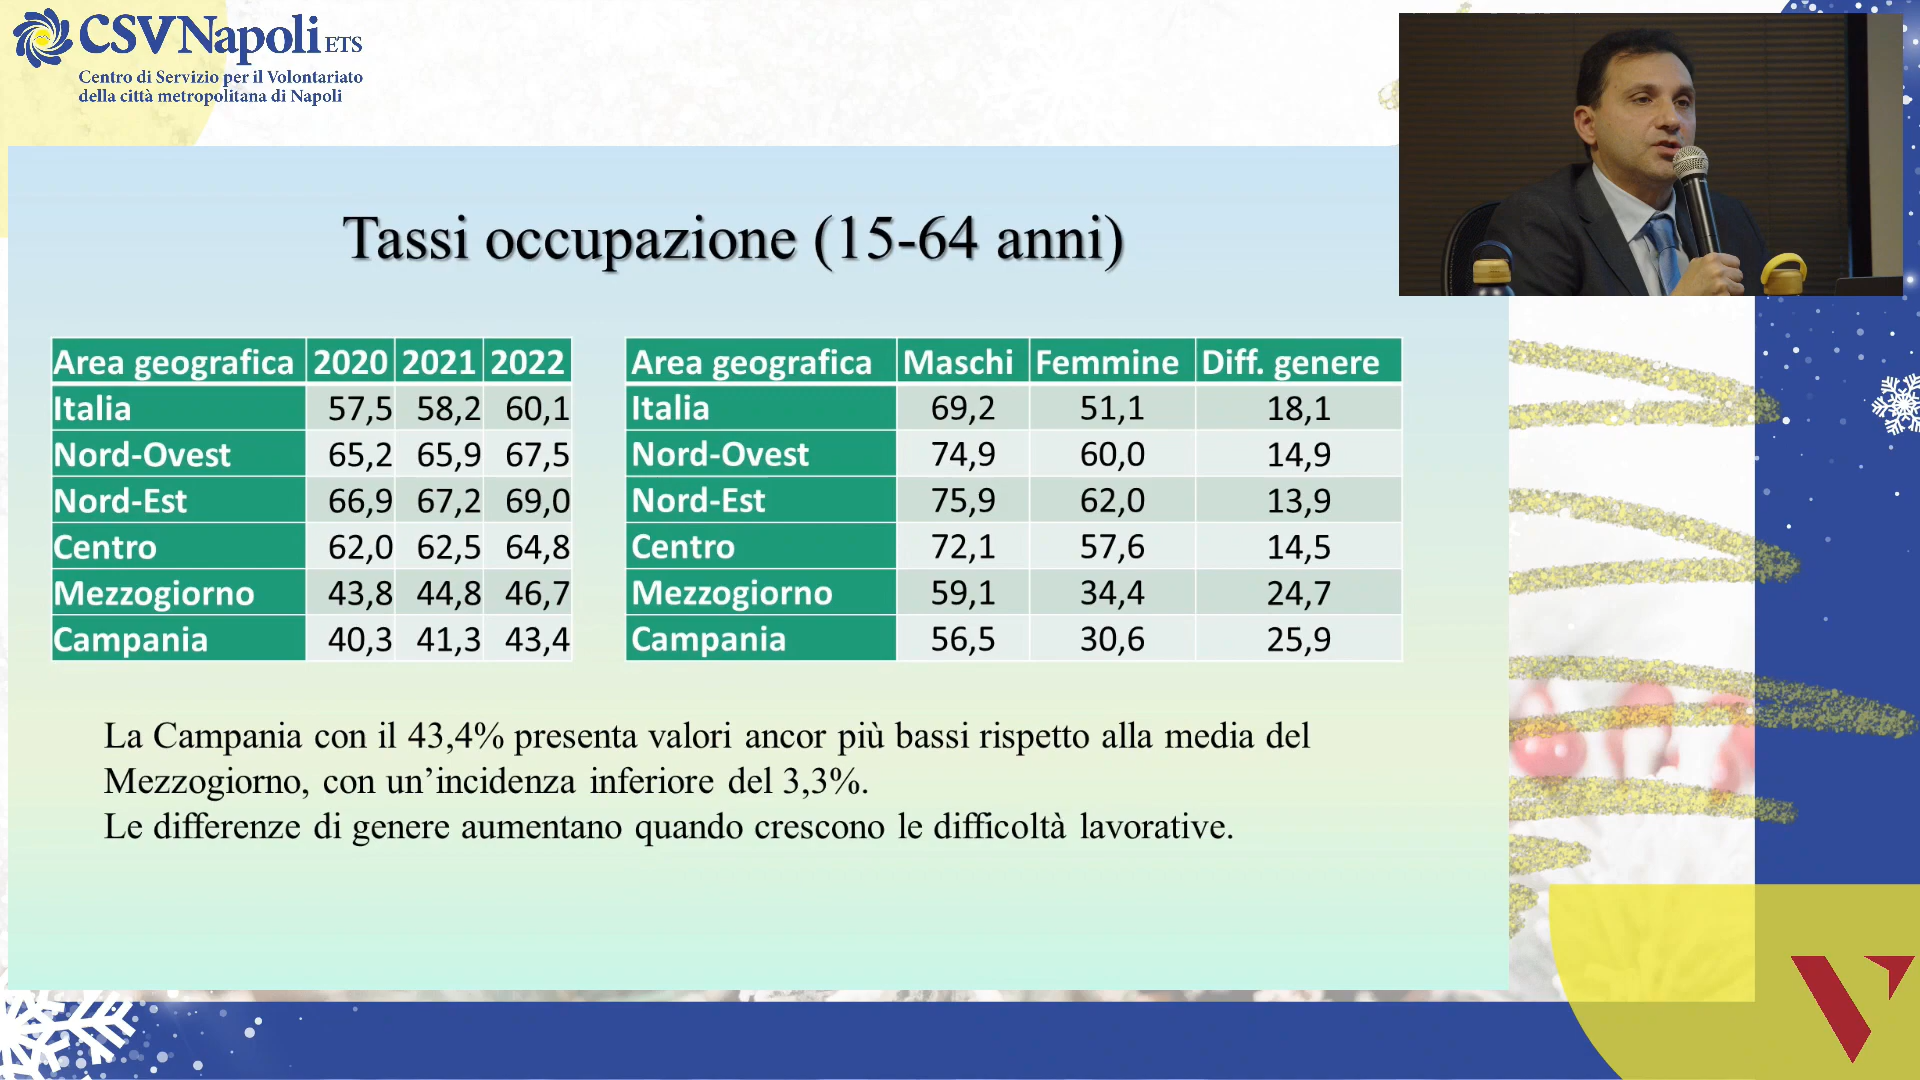 CSVNapoli ETS
Centro di Servizio per il Volontariato
della città metropolitana di Napoli
Tassi occupazione (15-64 anni)
Area geografica 2020 2021 2022
Italia 57,5 58,2 60,1
Nord-Ovest 65,2 65,9 67,5
Nord-Est 66,9 67,2 69,0
Centro 62,0 62,5 64,8
Mezzogiorno 43,8 44,8 46,7
Campania 40,3 41,3 43,4
Area geografica Maschi Femmine Diff. genere
Italia 69,2 51,1 18,1
Nord-Ovest 74,9 60,0 14,9
Nord-Est 75,9 62,0 13,9
Centro 72,1 57,6 14,5
Mezzogiorno 59,1 34,4 24,7
Campania 56,5 30,6 25,9
La Campania con il 43,4% presenta valori ancor più bassi rispetto alla media del
Mezzogiorno, con un’incidenza inferiore del 3,3%.
Le differenze di genere aumentano quando crescono le difficoltà lavorative.